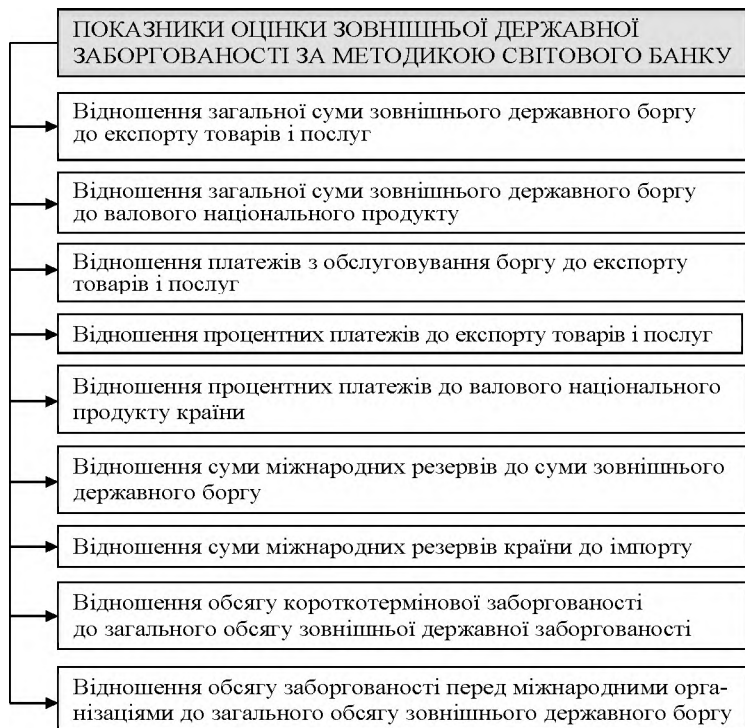 ПОКАЗНИКИ ОЦІНКИ ЗОВНІШНЬОЇ ДЕРЖАВНОЇ
ЗАБОРГОВАНОСТІ ЗА МЕТОДИКОЮ СВІТОВОГО БАНКУ
Відношення загальної суми зовнішнього державного боргу
до експорту товарів і послуг
Відношення загальної суми зовнішнього державного боргу
до валового національного продукту
Відношення платежів з обслуговування боргу до експорту
товарів і послуг
Відношення процентних платежів до експорту товарів і послуг
Відношення процентних платежів до валового національного
продукту країни
Відношення суми міжнародних резервів до суми зовнішнього
державного боргу
Відношення суми міжнародних резервів країни до імпорту
Відношення обсягу короткотермінової заборгованості
до загального обсягу зовнішньої державної заборгованості
Відношення обсягу заборгованості перед міжнародними орга-
нізаціями до загального обсягу зовнішнього державного боргу